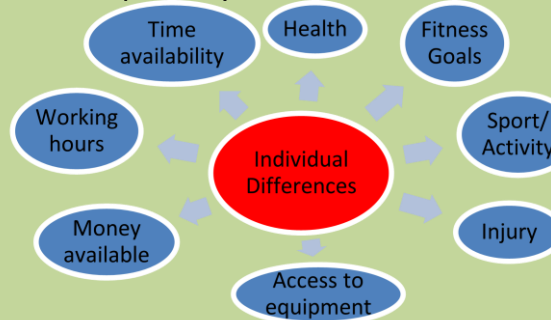 Time
availability
Health
Fitness
Goals
Working
hours
Individual
Differences
Sport/
Activity
Money
available
Injury
Access to
equipment